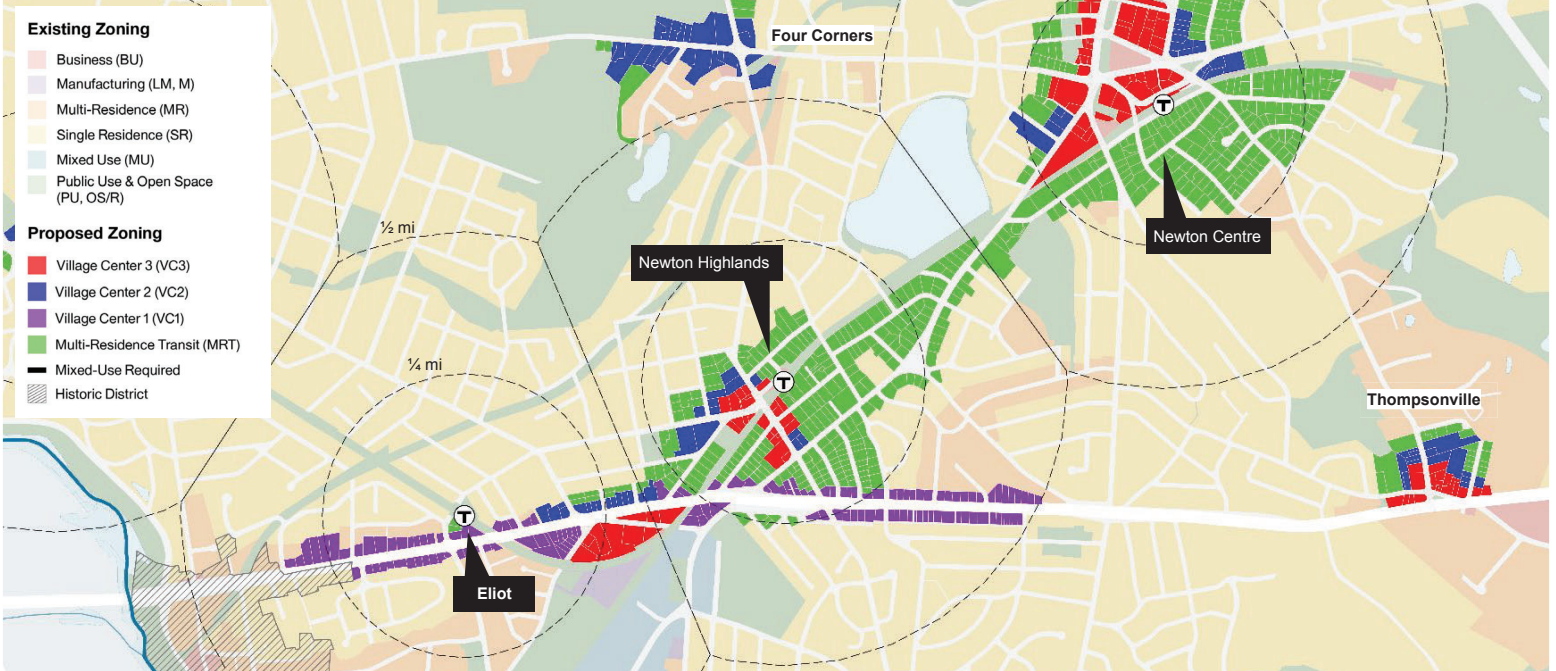 Existing Zoning
Business (BU)
Manufacturing (LM, M)
Multi-Residence (MR)
Single Residence (SR)
Mixed Use (MU)
Public Use & Open Space
(PU, OS/R)
Proposed Zoning
Village Center 3 (VC3)
Village Center 2 (VC2)
Village Center 1 (VC1)
Multi-Residence Transit (MRT)
Mixed-Use Required
Historic District
Four Corners
T
Newton Centre
½ mi
Newton Highlands
T
¼ mi
Thompsonville
T
Eliot